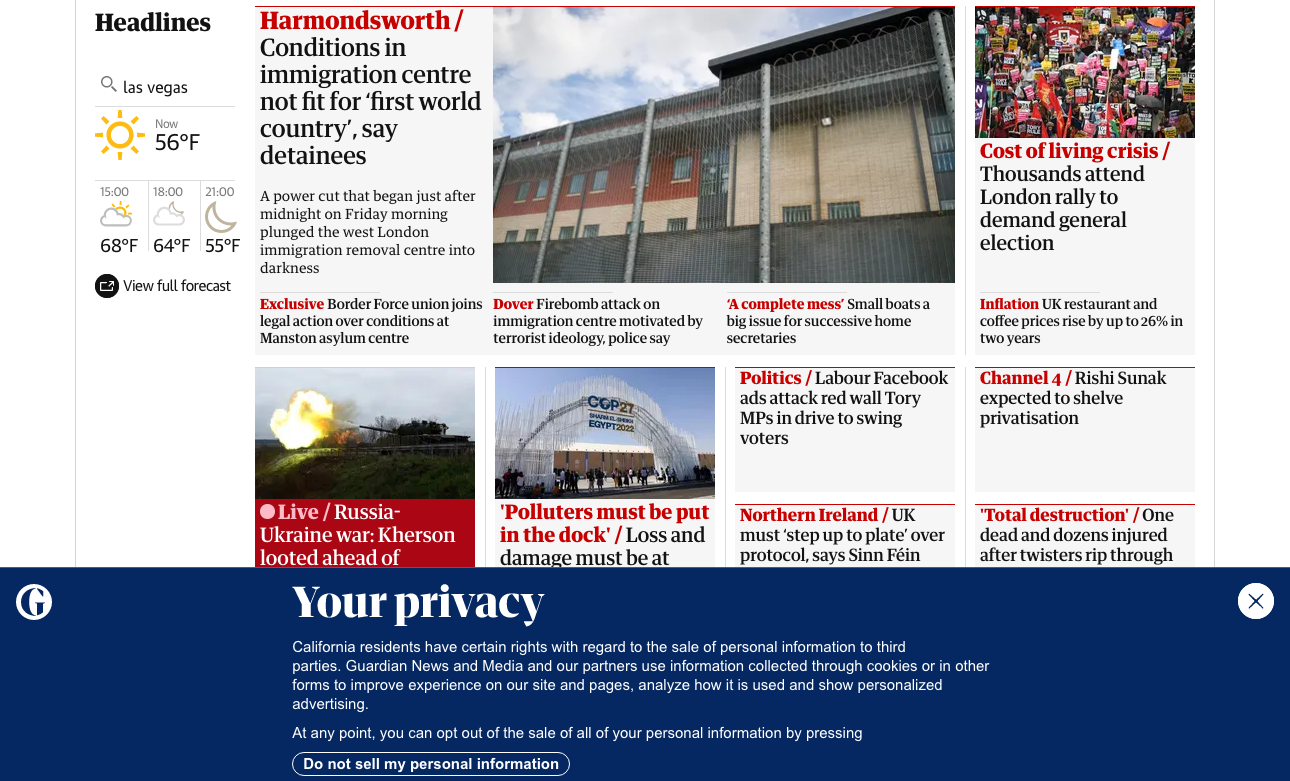 Headlines
las vegas
Now
56°F
15:00
18:00
21:00
68°F
64°F
55°F
View full forecast
Harmondsworth /
Conditions in
immigration centre
not fit for ‘first world
country’, say
detainees
A power cut that began just after
midnight on Friday morning
plunged the west London
immigration removal centre into
darkness
Exclusive Border Force union joins
legal action over conditions at
Manston asylum centre
Dover Firebomb attack on
immigration centre motivated by
terrorist ideology, police say
‘A complete mess’ Small boats a
big issue for successive home
secretaries
Cost of living crisis /
Thousands attend
London rally to
demand general
election
Inflation UK restaurant and
coffee prices rise by up to 26% in
two years
COP27
SHARM EL-SHEIKH
EGYPT2022
Live / Russia-
Ukraine war: Kherson
looted ahead of
'Polluters must be put
in the dock' / Loss and
damage must be at
Politics / Labour Facebook
ads attack red wall Tory
MPs in drive to swing
voters
Channel 4 / Rishi Sunak
expected to shelve
privatisation
Northern Ireland / UK
must ‘step up to plate’ over
protocol, says Sinn Féin
'Total destruction' / One
dead and dozens injured
after twisters rip through
Your privacy
California residents have certain rights with regard to the sale of personal information to third
parties. Guardian News and Media and our partners use information collected through cookies or in other
forms to improve experience on our site and pages, analyze how it is used and show personalized
advertising.
At any point, you can opt out of the sale of all of your personal information by pressing
Do not sell my personal information